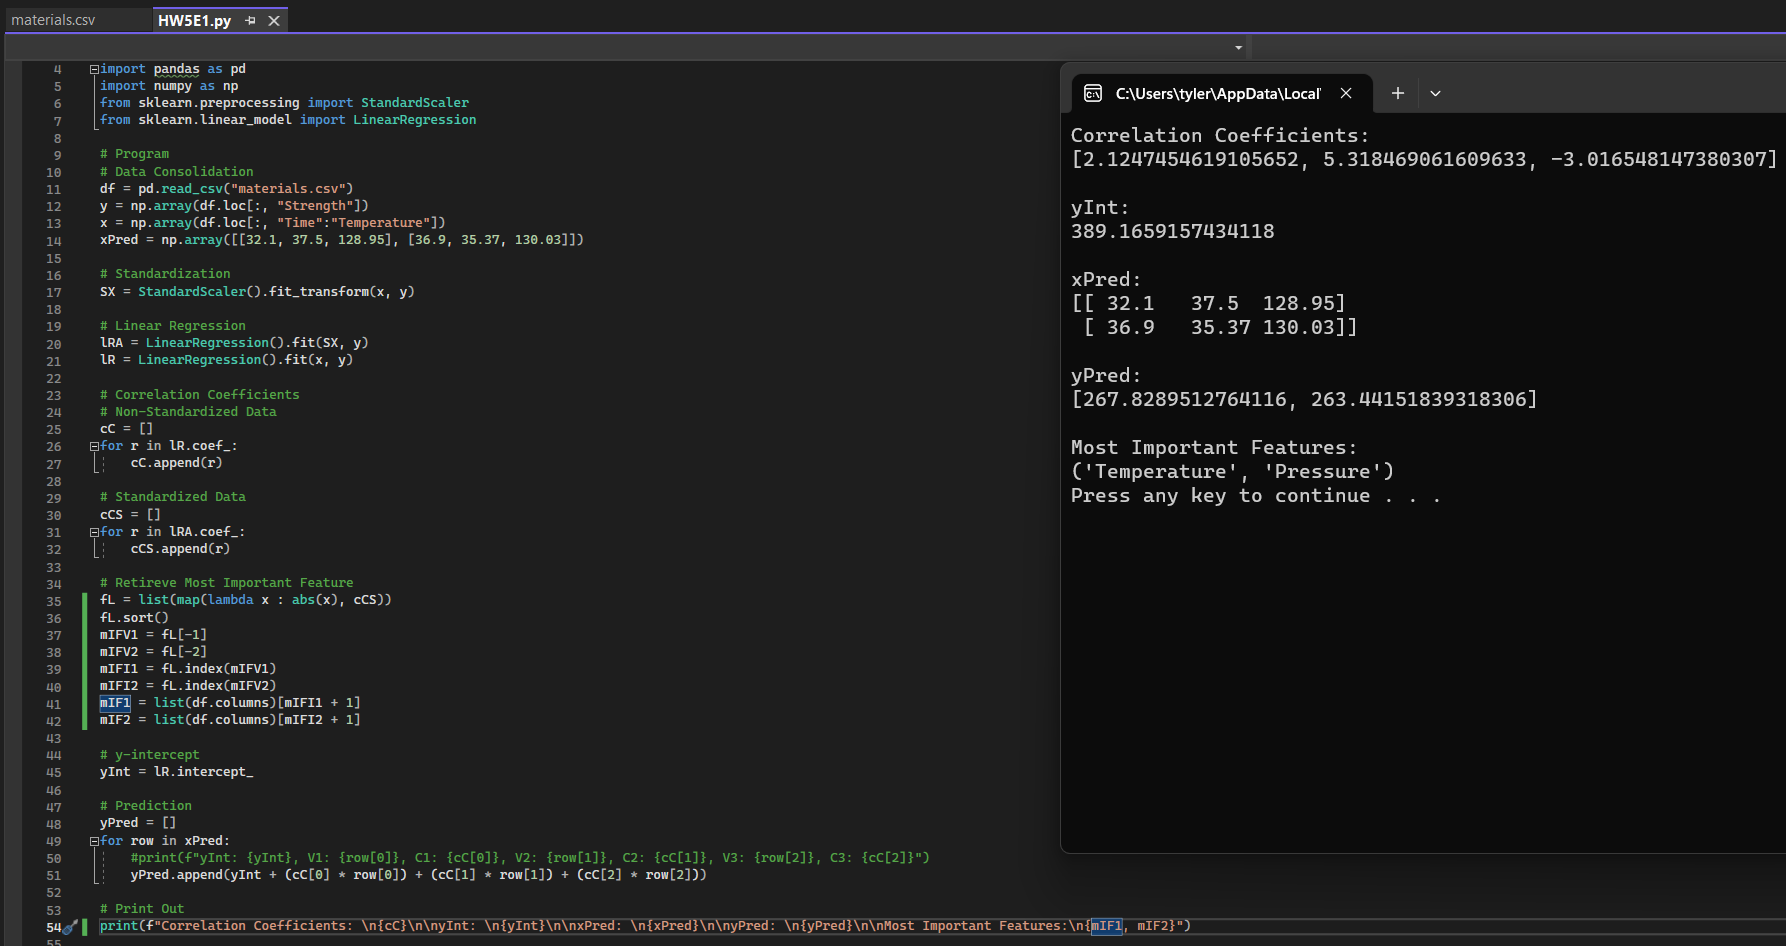 materials.csv
HW5E1.py
4 import pandas as pd
5 import numpy as np
6 from sklearn.preprocessing import StandardScaler
7 from sklearn.linear_model import LinearRegression
8
9 # Program
10 # Data Consolidation
11 df = pd.read_csv("materials.csv")
12 y = np.array(df.loc[:, "Strength"])
13 x = np.array(df.loc[:, "Time":"Temperature"])
14 xPred = np.array([[32.1, 37.5, 128.95], [36.9, 35.37, 130.03]])
15
16 # Standardization
17 SX = StandardScaler().fit_transform(x, y)
18
19 # Linear Regression
20 lRA = LinearRegression().fit(SX, y)
21 lR = LinearRegression().fit(x, y)
22
23 # Correlation Coefficients
24 # Non-Standardized Data
25 cC = []
26 for r in lR.coef_:
27 cC.append(r)
28
29 # Standardized Data
30 cCS = []
31 for r in lRA.coef_:
32 cCS.append(r)
33
34 # Retireve Most Important Feature
35 fL = list(map(lambda x : abs(x), cCS))
36 fL.sort()
37 mIFV1 = fL[-1]
38 mIFV2 = fL[-2]
39 mIFI1 = fL.index(mIFV1)
40 mIFI2 = fL.index(mIFV2)
41 mIF1 = list(df.columns)[mIFI1 + 1]
42 mIF2 = list(df.columns)[mIFI2 + 1]
43
44 # y-intercept
45 yInt = lR.intercept_
46
47 # Prediction
48 yPred = []
49 for row in xPred:
50 #print(f"yInt: {yInt}, V1: {row[0]}, C1: {cC[0]}, V2: {row[1]}, C2: {cC[1]}, V3: {row[2]}, C3: {cC[2]}")
51 yPred.append(yInt + (cC[0] * row[0]) + (cC[1] * row[1]) + (cC[2] * row[2]))
52
53 # Print Out
54 print(f"Correlation Coefficients: \n{cC}\n\nyInt: \n{yInt}\n\nxPred: \n{xPred}\n\nyPred: \n{yPred}\n\nMost Important Features:\n{mIF1, mIF2}")
55
C:\Users\tyler\AppData\Local\
Correlation Coefficients:
[2.1247454619105652, 5.318469061609633, -3.016548147380307]
yInt:
389.1659157434118
xPred:
[[ 32.1 37.5 128.95]
[ 36.9 35.37 130.03]]
yPred:
[267.8289512764116, 263.44151839318306]
Most Important Features:
('Temperature', 'Pressure')
Press any key to continue . . .